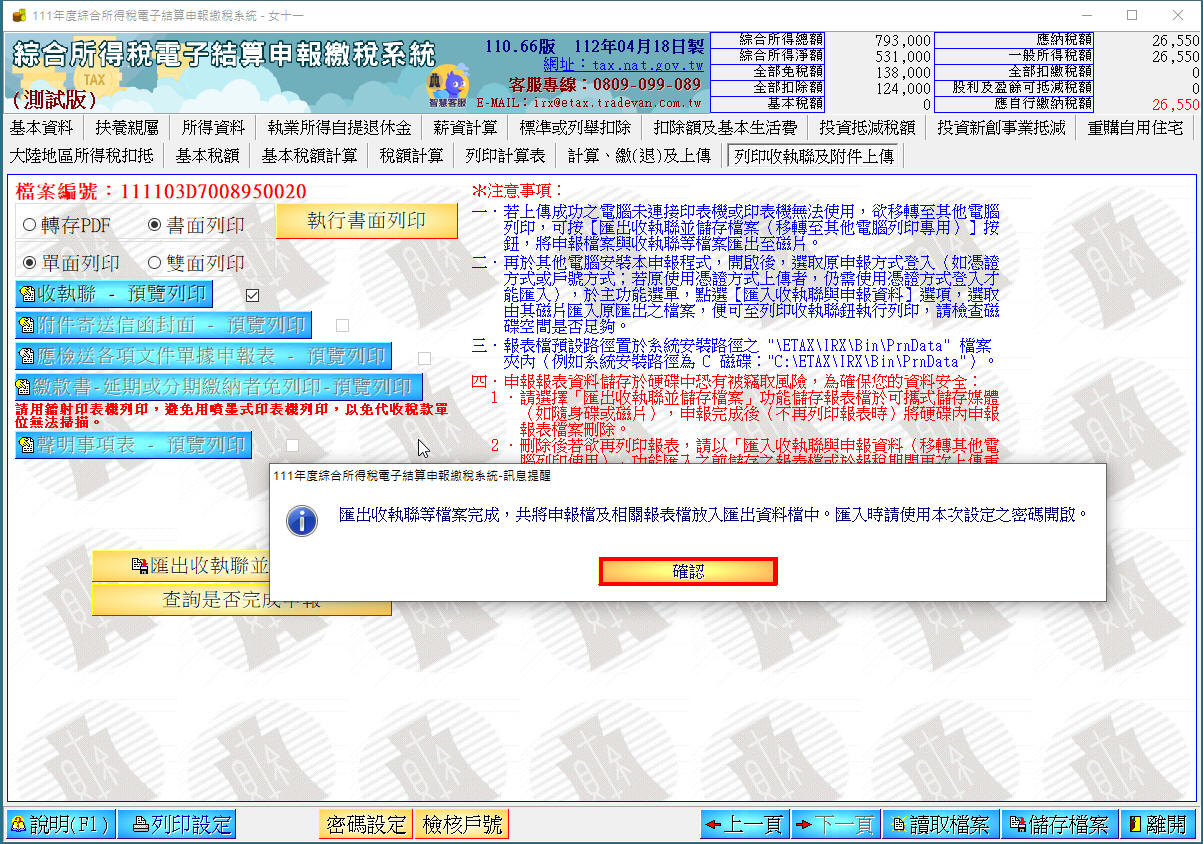 111年度綜合所得稅電子結算申報繳稅系統 - 女十一
綜合所得稅電子結算申報繳稅系統
TAX
(測試版)
110.66版 112年04月18日製
網址：tax.nat.gov.tw
客服專線：0809-099-089
E-MAIL：irx@etax.tradevan.com.tw
智慧客服
綜合所得總額 793,000 應納稅額 26,550
綜合所得淨額 531,000 一般所得稅額 26,550
全部免稅額 138,000 全部扣繳稅額
全部扣除額 124,000 股利及盈餘可抵減稅額 0
基本稅額 0 應自行繳納稅額 26,550
基本資料 扶養親屬 所得資料 執業所得自提退休金 薪資計算 標準或列舉扣除 扣除額及基本生活費 投資抵減稅額 投資新創事業抵減 重購自用住宅
大陸地區所得稅扣抵 基本稅額 基本稅額計算 稅額計算 列印計算表 計算、繳(退)及上傳 列印收執聯及附件上傳
檔案編號：111103D7008950020
轉存PDF 書面列印 執行書面列印
單面列印 雙面列印
收執聯 - 預覽列印
附件寄送信函封面 - 預覽列印
應檢送各項文件單據申報表 - 預覽列印
繳款書-延期或分期繳納者免列印-預覽列印
請用鐳射印表機列印，避免用噴墨式印表機列印，以免代收稅款單
位無法掃描。
聲明事項表 - 預覽列印
匯出收執聯並
查詢是否完成申報
＊注意事項：
一．若上傳成功之電腦未連接印表機或印表機無法使用，欲移轉至其他電腦
列印，可按［匯出收執聯並儲存檔案（移轉至其他電腦列印專用）］按
鈕，將申報檔案與收執聯等檔案匯出至磁片。
二．再於其他電腦安裝本申報程式，開啟後，選取原申報方式登入（如憑證
方式或戶號方式；若原使用憑證方式上傳者，仍需使用憑證方式登入才
能匯入），於主功能選單，點選［匯入收執聯與申報資料］選項，選取
由其磁片匯入原匯出之檔案，便可至列印收執聯鈕執行列印，請檢查磁
碟空間是否足夠。
三．報表檔預設路徑置於系統安裝路徑之 "\ETAX\IRX\Bin\PrnData" 檔案
夾內（例如系統安裝路徑為 C 磁碟："C:\ETAX\IRX\Bin\PrnData"）。
四．申報報表資料儲存於硬碟中恐有被竊取風險，為確保您的資料安全：
１．請選擇「匯出收執聯並儲存檔案」功能儲存報表檔於可攜式儲存媒體
（如隨身碟或磁片），申報完成後（不再列印報表時）將硬碟內申報
報表檔案刪除。
２．刪除後若欲再列印報表，請以「匯入收執聯與申報資料（移轉其他電
腦列印使用）」功能匯入之前儲存之報表檔或於報稅期間再次上傳重
111年度綜合所得稅電子結算申報繳稅系統-訊息提醒
匯出收執聯等檔案完成，共將申報檔及相關報表檔放入匯出資料檔中。匯入時請使用本次設定之密碼開啟。
確認
說明(F1) 列印設定 密碼設定 檢核戶號 上一頁 下一頁 讀取檔案 儲存檔案 離開